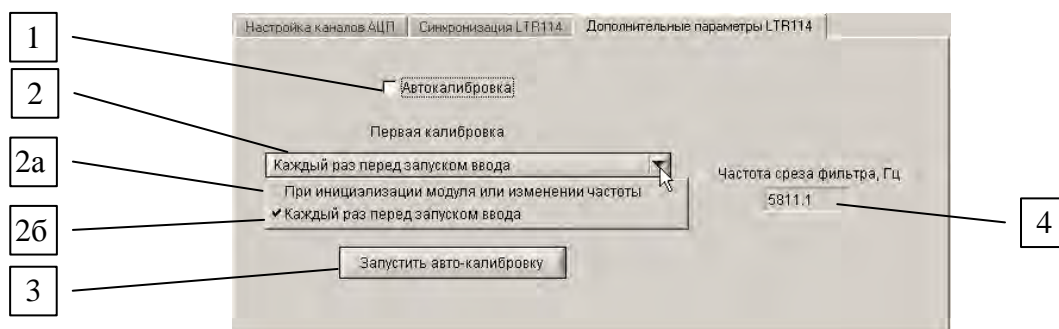 Настройка каналов АЦП Синхронизация LTR114 Дополнительные параметры LTR114
1
Автокалибровка
2
Первая калибровка
2а
Каждый раз перед запуском ввода
При инициализации модуля или изменении частоты
Каждый раз перед запуском ввода
2б
Частота среза фильтра, Гц
5811.1
4
3
Запустить авто-калибровку